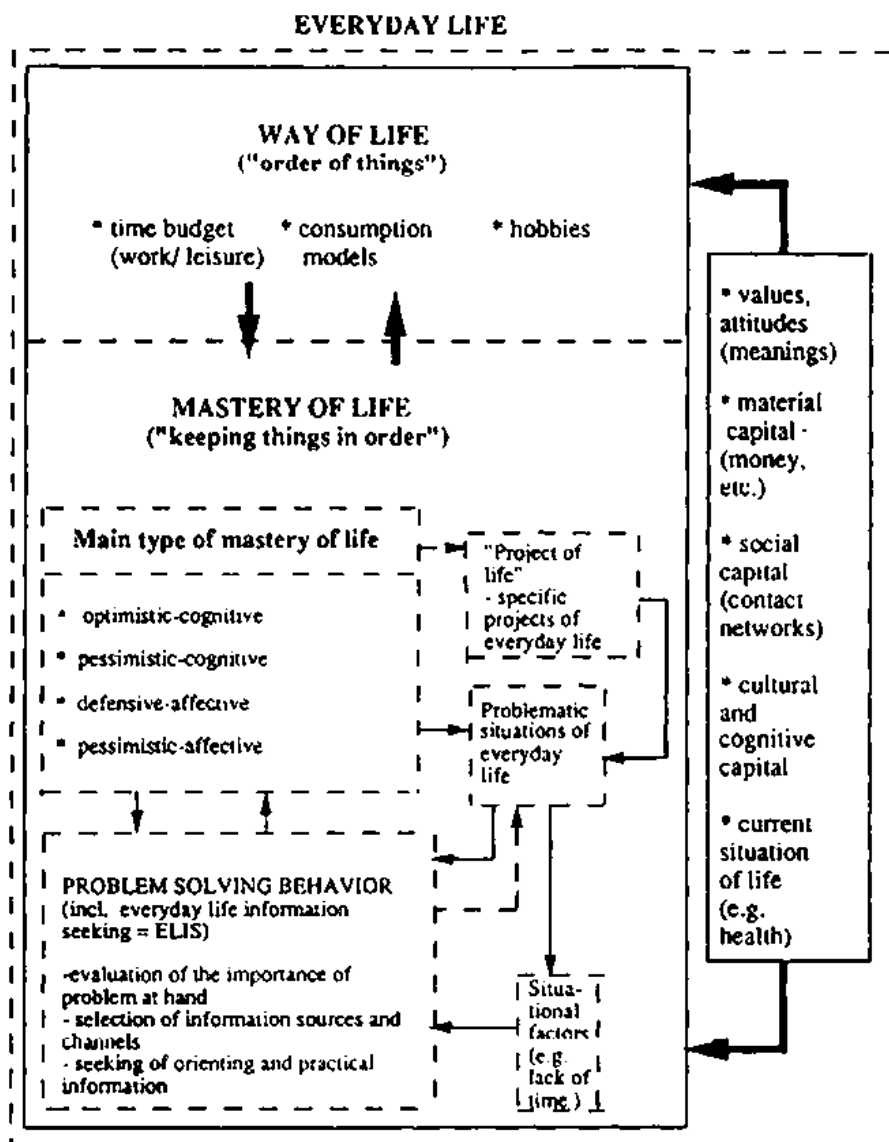 EVERYDAY LIFE
WAY OF LIFE
("order of things")
* time budget
(work/ leisure)
* consumption
models
* hobbies
MASTERY OF LIFE
("keeping things in order")
Main type of mastery of life
* optimistic-cognitive
* pessimistic-cognitive
* defensive-affective
* pessimistic-affective
"Project of
life"
- specific
projects of
everyday life
Problematic
situations of
everyday
life
PROBLEM SOLVING BEHAVIOR
(incl. everyday life information
seeking = ELIS)
-evaluation of the importance of
problem at hand
- selection of information sources and
channels
- seeking of orienting and practical
information
Situa-
tional
factors
(e.g.
lack of
time.)
* values,
attitudes
(meanings)
* material
capital -
(money,
etc.)
* social
capital
(contact
networks)
* cultural
and
cognitive
capital
* current
situation
of life
(e.g.
health)